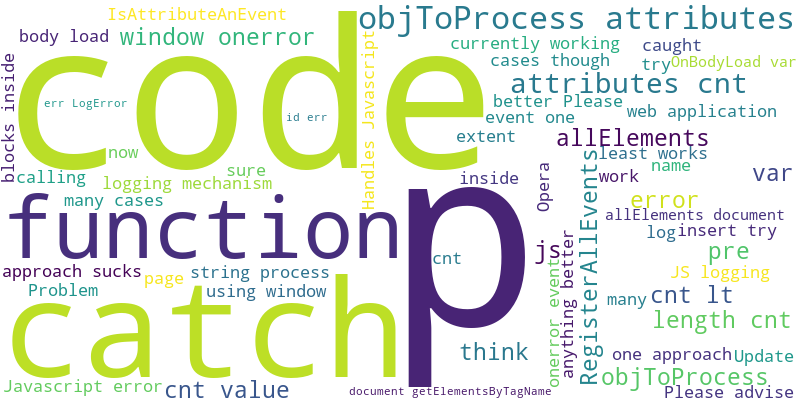 IsAttributeAnEvent
objToProcess attributes
body load
window onerror
currently working
caught
blocks inside
code
cases though
try
OnBodyLoad var
attributes cnt
err LogError
id err
Handles Javascript
better Please
event one
web application
extent
allElements
now
least works
calling
sure
logging mechanism
inside
Opera
work
name
var
many cases
function
p
RegisterAllEvents
error
allElements document
log
insert try
js
pre
approach sucks
page
string process
cnt
JS logging
Problem
using window
onerror event
anything better
many
cnt lt
catch
length cnt
think
one approach
Update
Javascript error
cnt value
objToProcess
document getElementsByTagName
Please advise